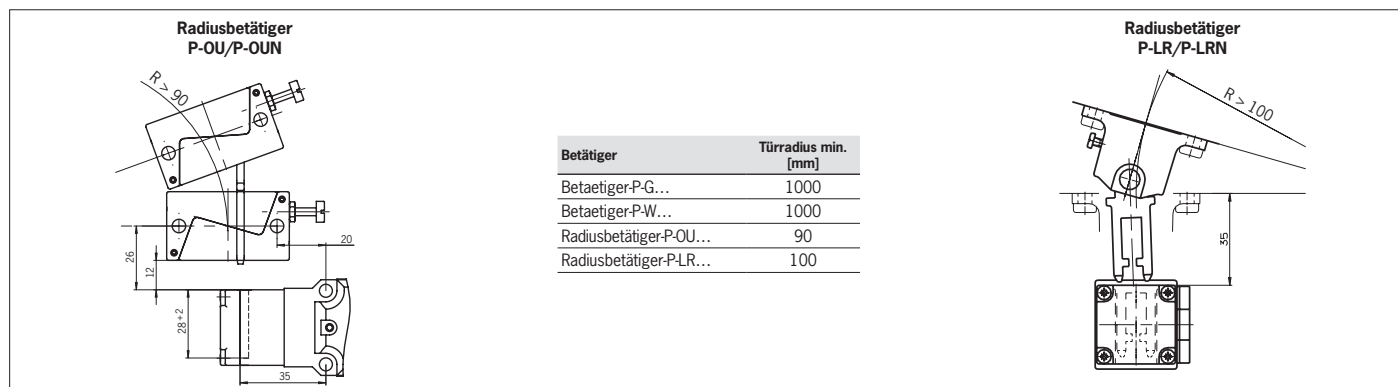 Radiusbetätiger
P-OU/P-OUN
R > 90
20
26
12
28+2
35
Betätiger Türradius min. [mm]
Betaetiger-P-G… 1000
Betaetiger-P-W… 1000
Radiusbetätiger-P-OU… 90
Radiusbetätiger-P-LR… 100
Radiusbetätiger
P-LR/P-LRN
R > 100
35